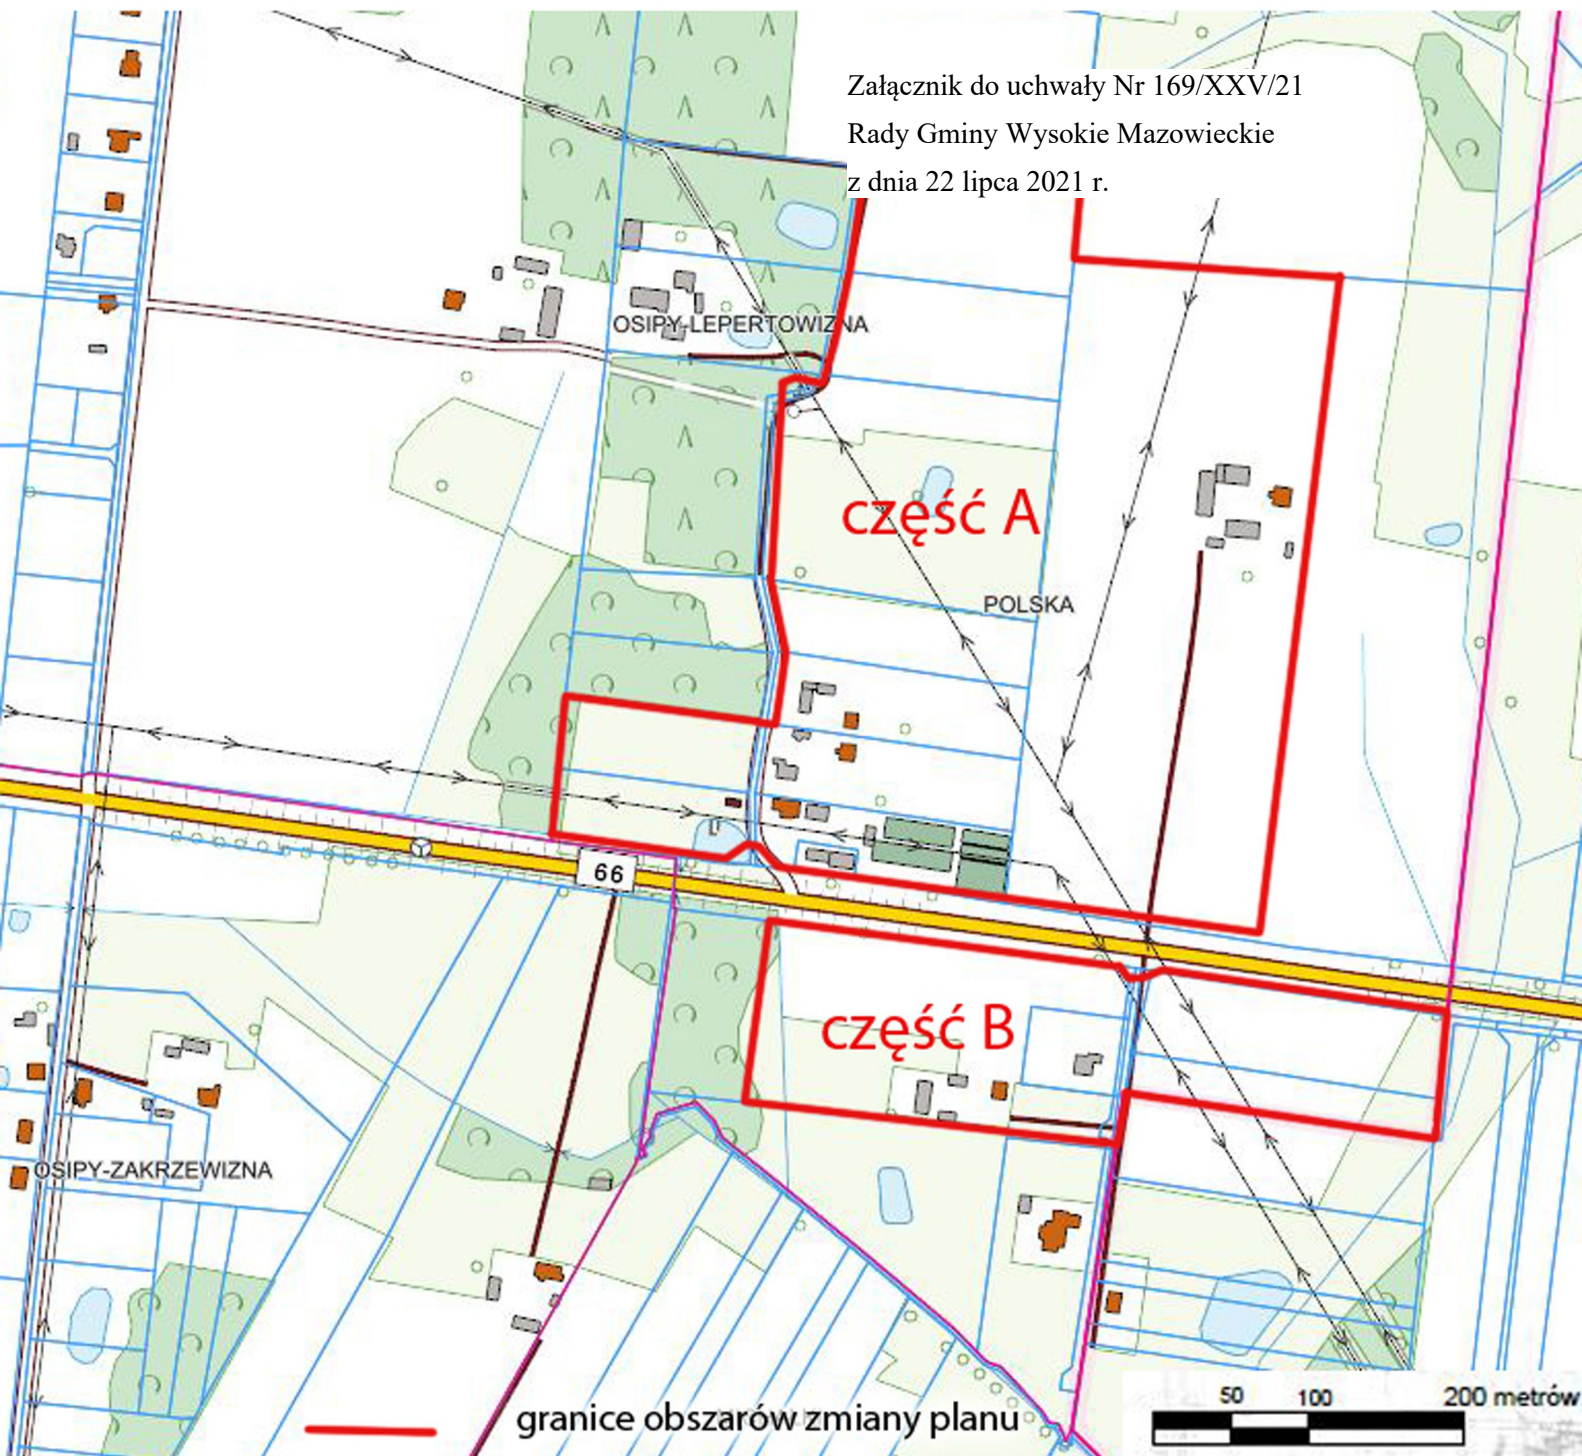 Załącznik do uchwały Nr 169/XXV/21
Rady Gminy Wysokie Mazowieckie
z dnia 22 lipca 2021 r.
OSIPY-LEPERTOWIZNA
część A
POLSKA
66
część B
OSIPY-ZAKRZEWIZNA
50 100 200 metrów
granice obszarów zmiany planu